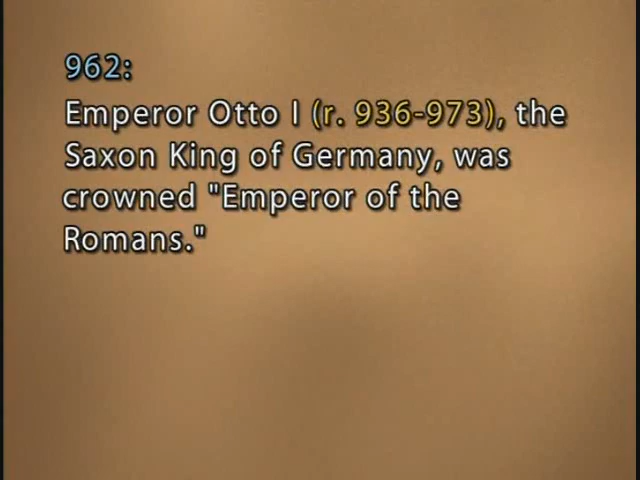 962:
Emperor Otto I (r. 936-973), the
Saxon King of Germany, was
crowned "Emperor of the
Romans."